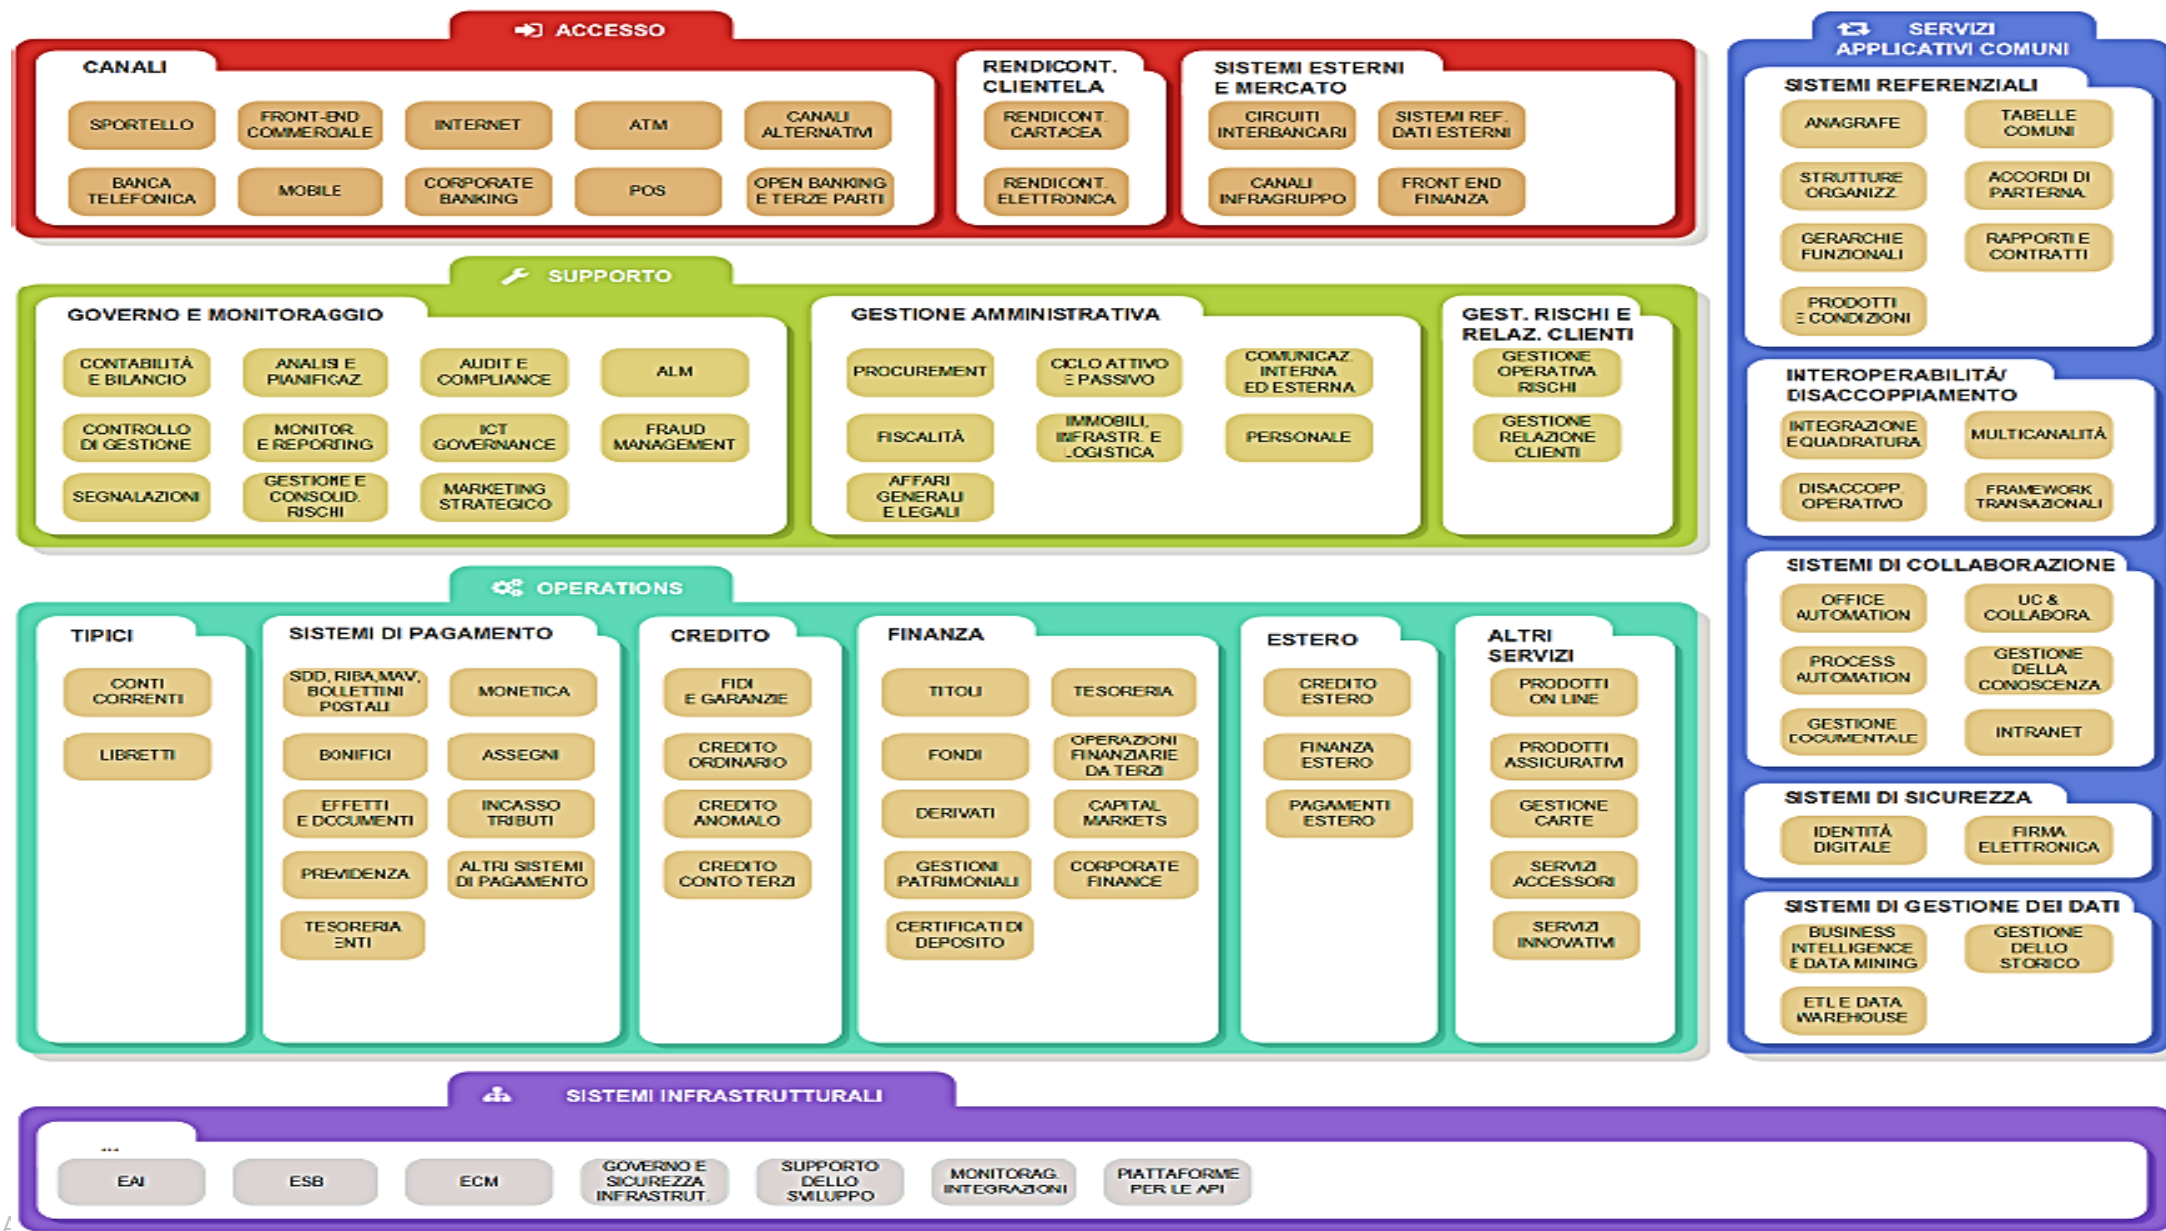 ACCESSO
CANALI
SPORTELLO
FRONT-END
COMMERCIALE
INTERNET
ATM
CANALI
ALTERNATIVI
BANCA
TELEFONICA
MOBILE
CORPORATE
BANKING
POS
OPEN BANKING
E TERZE PARTI
RENDICONT.
CLIENTELA
RENDICONT.
CARTACEA
RENDICONT.
ELETTRONICA
SISTEMI ESTERNI
E MERCATO
CIRCUITI
INTERBANCARI
SISTEMI REF.
DATI ESTERNI
CANALI
INFRAGRUPPO
FRONT END
FINANZA
SUPPORTO
GOVERNO E MONITORAGGIO
CONTABILITÀ
E BILANCIO
ANALISI E
PIANIFICAZ.
AUDIT E
COMPLIANCE
ALM
CONTROLLO
DI GESTIONE
MONITOR.
E REPORTING
ICT
GOVERNANCE
FRAUD
MANAGEMENT
SEGNALAZIONI
GESTIONE E
CONSOLID.
RISCHI
MARKETING
STRATEGICO
GESTIONE AMMINISTRATIVA
PROCUREMENT
CICLO ATTIVO
E PASSIVO
COMUNICAZ.
INTERNA
ED ESTERNA
FISCALITÀ
IMMOBILI,
INFRASTR. E
LOGISTICA
PERSONALE
AFFARI
GENERALI
E LEGALI
GEST. RISCHI E
RELAZ. CLIENTI
GESTIONE
OPERATIVA
RISCHI
GESTIONE
RELAZIONE
CLIENTI
OPERATIONS
TIPICI
CONTI
CORRENTI
LIBRETTI
SISTEMI DI PAGAMENTO
SDD, RIBA,MAV,
BOLLETTINI
POSTALI
MONETICA
BONIFICI
ASSEGNI
EFFETTI
E DOCUMENTI
INCASSO
TRIBUTI
PREVIDENZA
ALTRI SISTEMI
DI PAGAMENTO
TESORERIA
ENTI
CREDITO
FIDI
E GARANZIE
CREDITO
ORDINARIO
CREDITO
ANOMALO
CREDITO
CONTO TERZI
FINANZA
TITOLI
TESORERIA
FONDI
OPERAZIONI
FINANZIARIE
DA TERZI
DERIVATI
CAPITAL
MARKETS
GESTIONI
PATRIMONIALI
CORPORATE
FINANCE
CERTIFICATI DI
DEPOSITO
ESTERO
CREDITO
ESTERO
FINANZA
ESTERO
PAGAMENTI
ESTERO
ALTRI
SERVIZI
PRODOTTI
ON LINE
PRODOTTI
ASSICURATIVI
GESTIONE
CARTE
SERVIZI
ACCESSORI
SERVIZI
INNOVATIVI
SERVIZI
APPLICATIVI COMUNI
SISTEMI REFERENZIALI
ANAGRAFE
TABELLE
COMUNI
STRUTTURE
ORGANIZZ.
ACCORDI DI
PARTERNA.
GERARCHIE
FUNZIONALI
RAPPORTI E
CONTRATTI
PRODOTTI
E CONDIZIONI
INTEROPERABILITÀ/
DISACCOPPIAMENTO
INTEGRAZIONE
E QUADRATURA
MULTICANALITÀ
DISACCOPP.
OPERATIVO
FRAMEWORK
TRANSAZIONALI
SISTEMI DI COLLABORAZIONE
OFFICE
AUTOMATION
UC &
COLLABORA.
PROCESS
AUTOMATION
GESTIONE
DELLA
CONOSCENZA
GESTIONE
DOCUMENTALE
INTRANET
SISTEMI DI SICUREZZA
IDENTITÀ
DIGITALE
FIRMA
ELETTRONICA
SISTEMI DI GESTIONE DEI DATI
BUSINESS
INTELLIGENCE
E DATA MINING
GESTIONE
DELLO
STORICO
ETL E DATA
WAREHOUSE
SISTEMI INFRASTRUTTURALI
...
EAI
ESB
ECM
GOVERNO E
SICUREZZA
INFRASTRUT.
SUPPORTO
DELLO
SVILUPPO
MONITORAG.
INTEGRAZIONI
PIATTAFORME
PER LE API